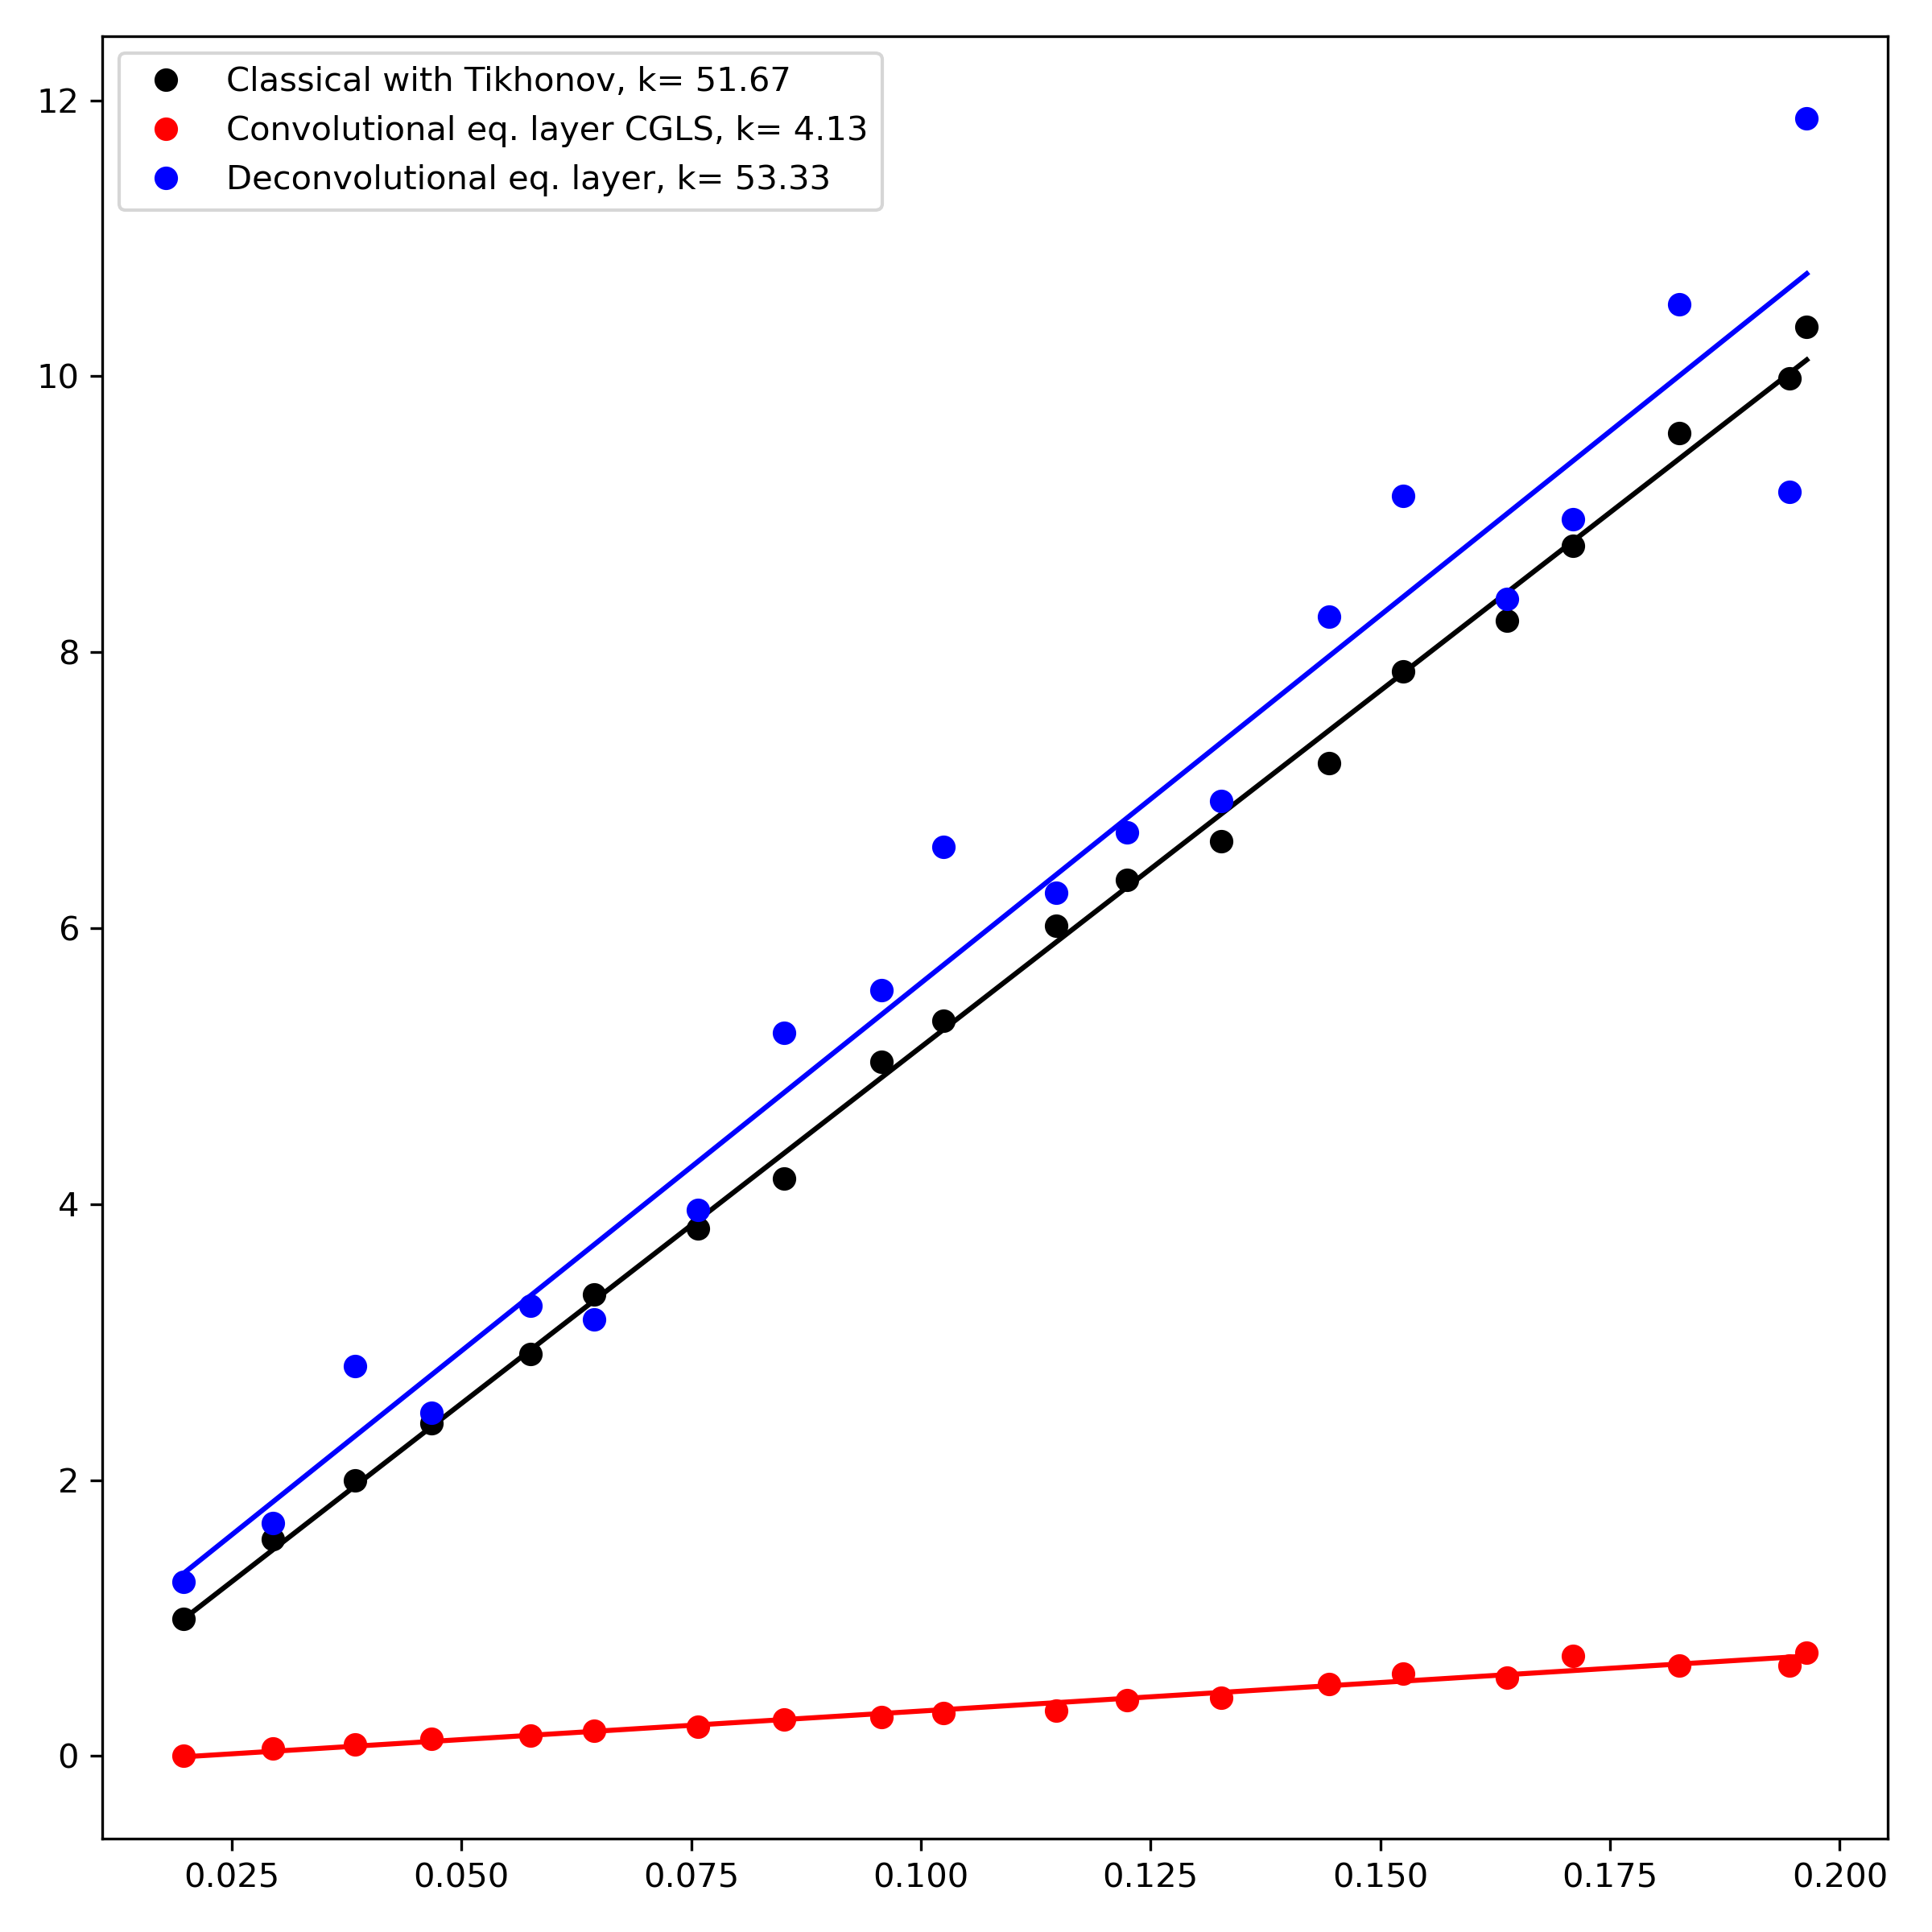 Classical with Tikhonov, k= 51.67
Convolutional eq. layer CGLS, k= 4.13
Deconvolutional eq. layer, k= 53.33
12
10
8
6
4
2
0
0.025 0.050 0.075 0.100 0.125 0.150 0.175 0.200